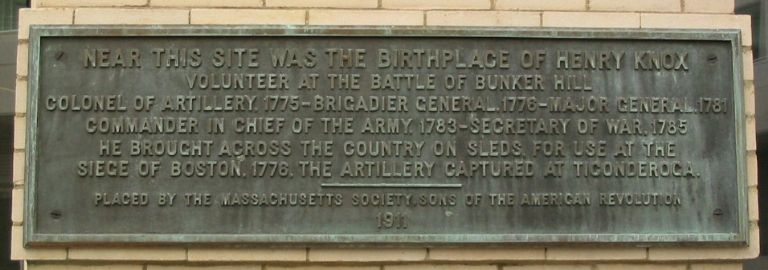 NEAR THIS SITE WAS THE BIRTHPLACE OF HENRY KNOX
VOLUNTEER AT THE BATTLE OF BUNKER HILL
COLONEL OF ARTILLERY, 1775–BRIGADIER GENERAL, 1776–MAJOR GENERAL, 1781
COMMANDER IN CHIEF OF THE ARMY, 1783–SECRETARY OF WAR, 1785
HE BROUGHT ACROSS THE COUNTRY ON SLEDS, FOR USE AT THE
SIEGE OF BOSTON, 1776, THE ARTILLERY CAPTURED AT TICONDEROGA.
PLACED BY THE MASSACHUSETTS SOCIETY, SONS OF THE AMERICAN REVOLUTION
1911